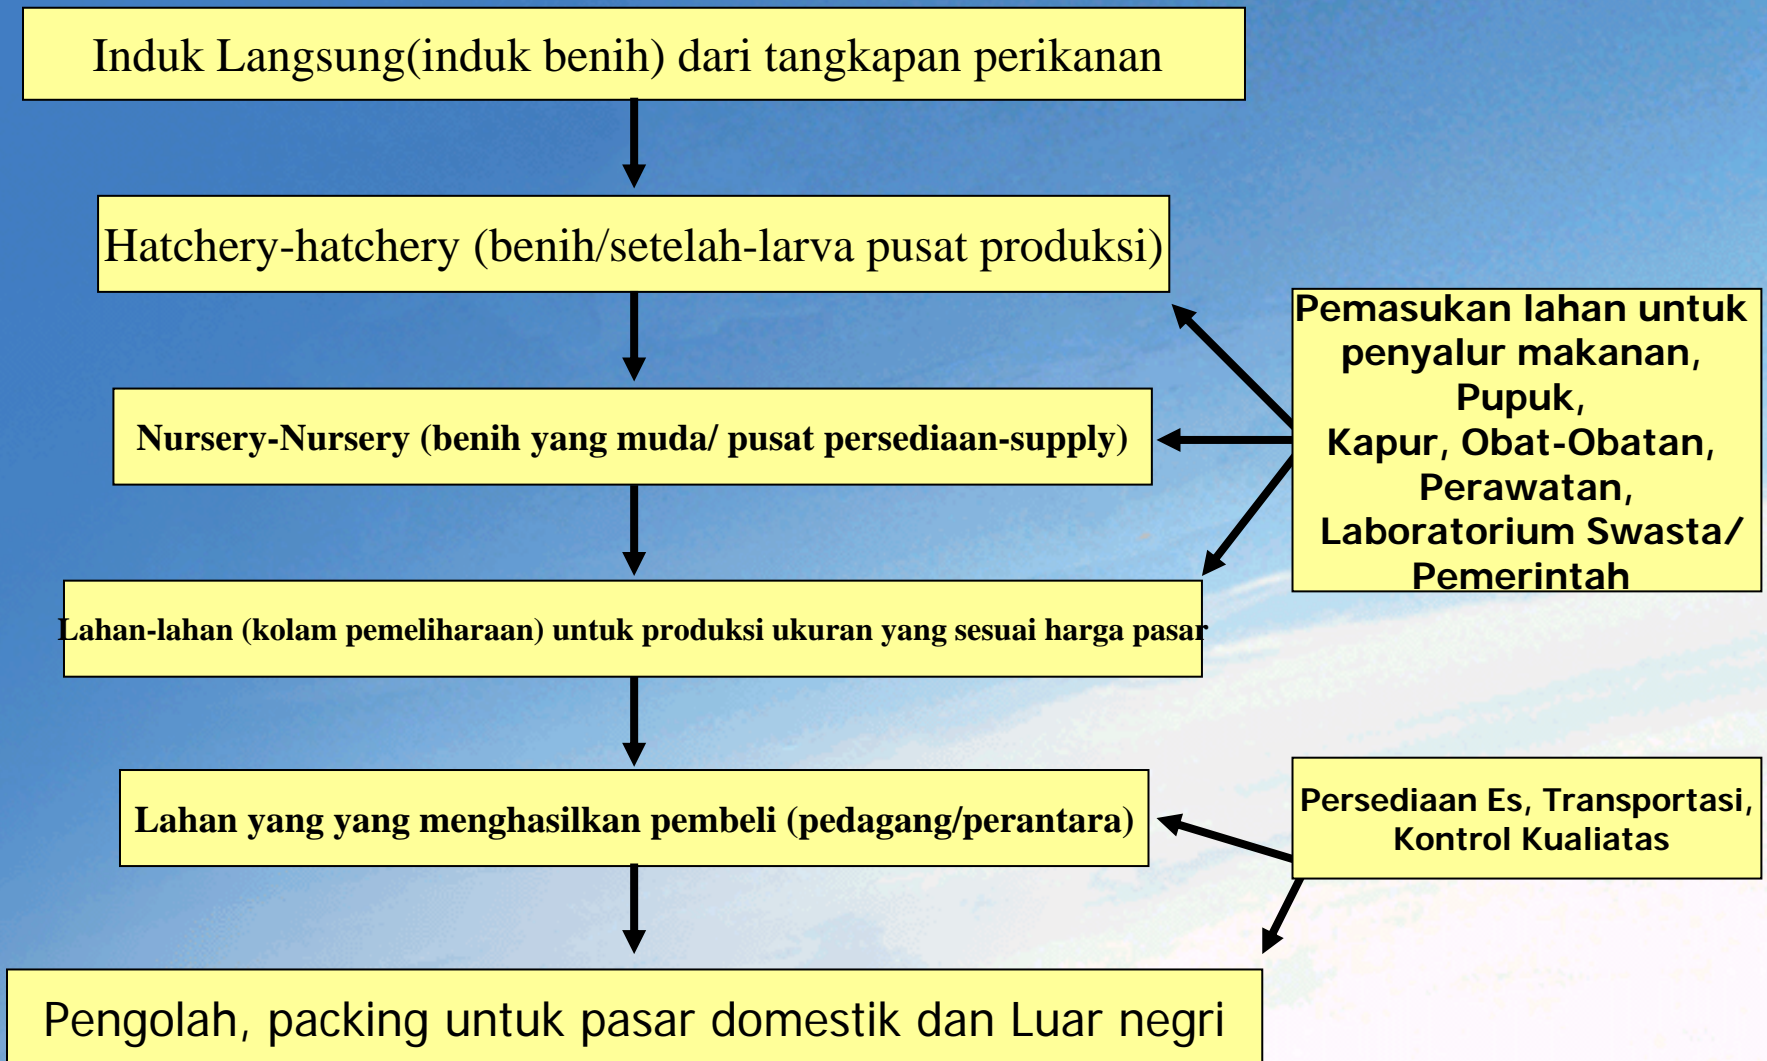 Induk Langsung(induk benih) dari tangkapan perikanan
Hatchery-hatchery (benih/setelah-larva pusat produksi)
Pemasukan lahan untuk
penyalur makanan,
Pupuk,
Kapur, Obat-Obatan,
Perawatan,
Laboratorium Swasta/
Pemerintah
Nursery-Nursery (benih yang muda/ pusat persediaan-supply)
Lahan-lahan (kolam pemeliharaan) untuk produksi ukuran yang sesuai harga pasar
Lahan yang yang menghasilkan pembeli (pedagang/perantara)
Persediaan Es, Transportasi,
Kontrol Kualiatas
Pengolah, packing untuk pasar domestik dan Luar negri